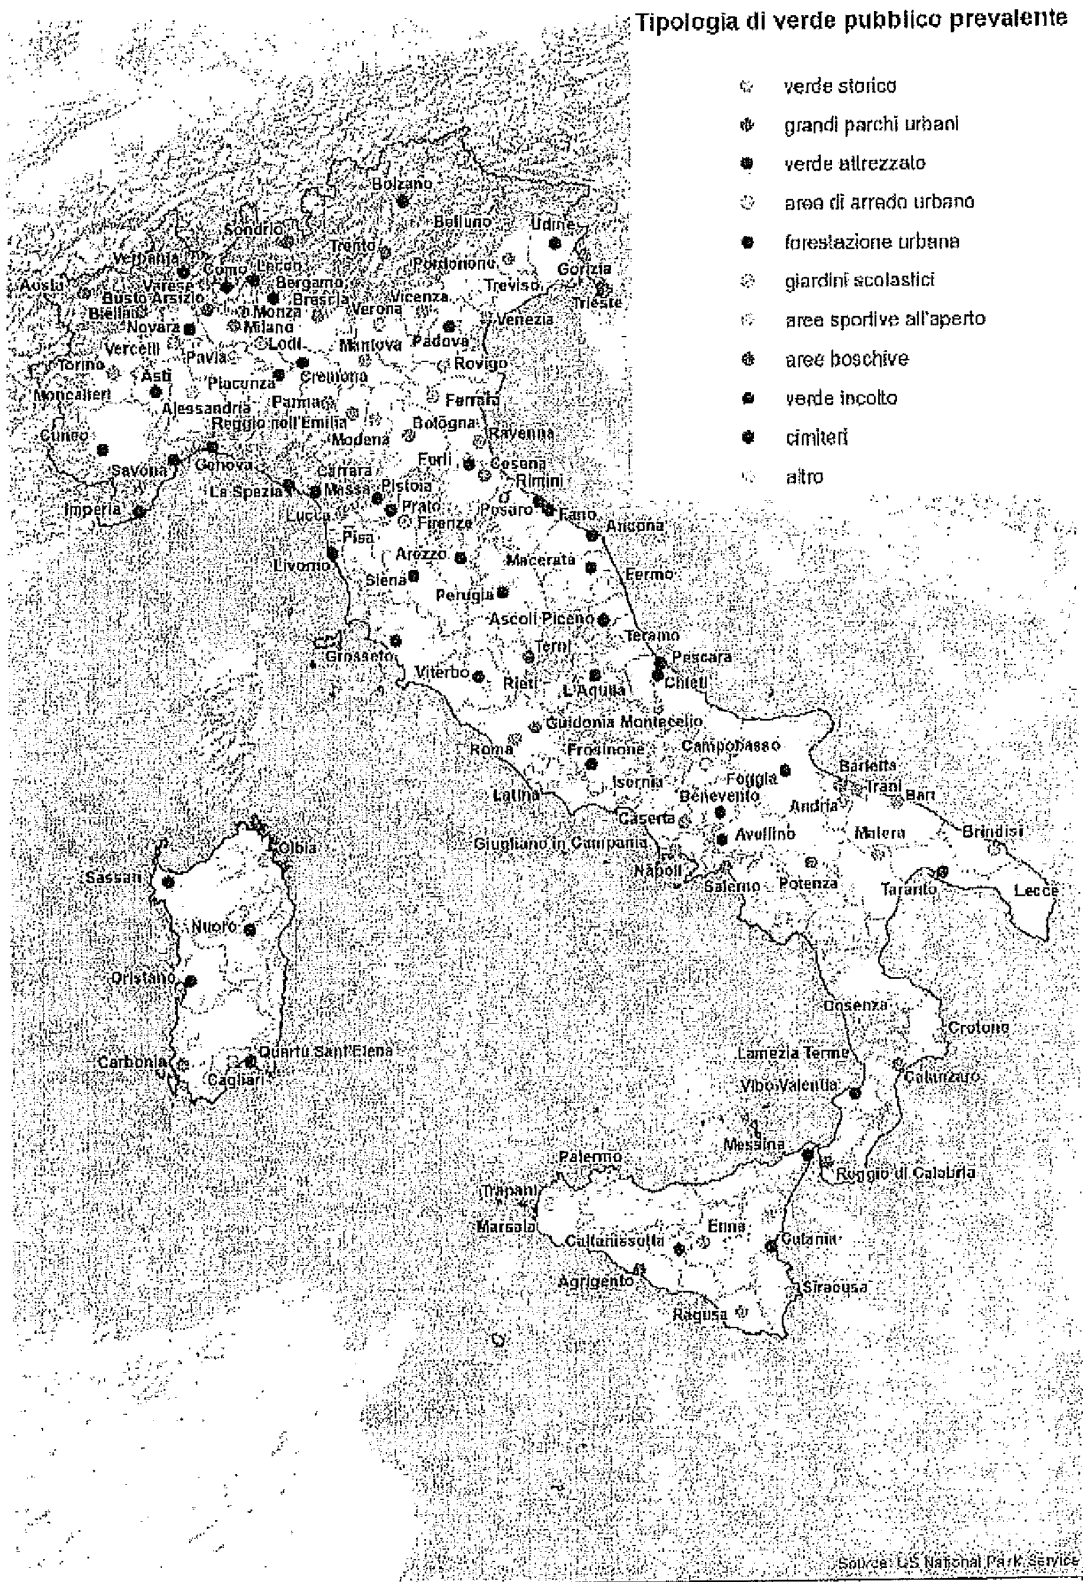 Tipologia di verde pubblico prevalente
verde storico
grandi parchi urbani
verde attrezzato
area di arredo urbano
forestazione urbana
giardini scolastici
aree sportive all'aperto
aree boschive
verde incolto
cimiteri
altro
Bolzano
Sondrio
Trento
Belluno
Udine
Verbania
Como
Lecco
Pordenone
Gorizia
Aosta
Varese
Bergamo
Treviso
Trieste
Busto Arsizio
Brescia
Vicenza
Biella
Monza
Verona
Venezia
Novara
Milano
Padova
Vercelli
Pavia
Lodi
Mantova
Rovigo
Torino
Asti
Piacenza
Cremona
Moncalieri
Alessandria
Parma
Ferrara
Reggio nell'Emilia
Bologna
Cuneo
Modena
Ravenna
Savona
Genova
Forlì
Cesena
Carrara
Rimini
La Spezia
Massa
Pistoia
Imperia
Lucca
Prato
Pesaro
Fano
Firenze
Ancona
Pisa
Livorno
Arezzo
Macerata
Siena
Fermo
Perugia
Ascoli Piceno
Teramo
Grosseto
Terni
Pescara
Viterbo
Rieti
L'Aquila
Chieti
Guidonia Montecelio
Roma
Frosinone
Campobasso
Latina
Isernia
Foggia
Barletta
Benevento
Trani
Andria
Bari
Caserta
Avellino
Matera
Brindisi
Giugliano in Campania
Napoli
Salerno
Potenza
Taranto
Lecce
Olbia
Sassari
Nuoro
Oristano
Cosenza
Crotone
Carbonia
Quartu Sant'Elena
Cagliari
Lamezia Terme
Catanzaro
Vibo Valentia
Messina
Palermo
Reggio di Calabria
Trapani
Marsala
Enna
Caltanissetta
Catania
Agrigento
Siracusa
Ragusa
Source: US National Park Service